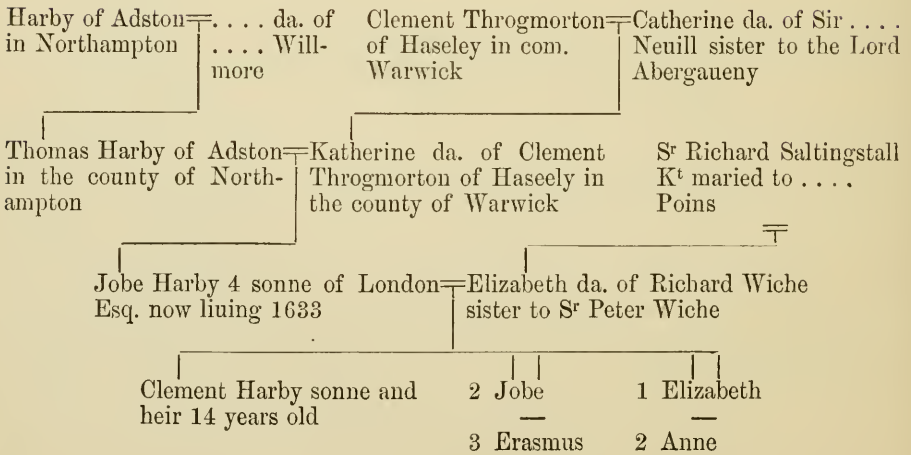 Harby of Adston
in Northampton
. . . . da. of
. . . . Will-
more
Clement Throgmorton
of Haseley in com.
Warwick
Catherine da. of Sir . . . .
Neuill sister to the Lord
Abergaueny
Thomas Harby of Adston
in the county of North-
ampton
Katherine da. of Clement
Throgmorton of Haseely in
the county of Warwick
Sr Richard Saltingstall
Kt maried to . . . .
Poins
Jobe Harby 4 sonne of London
Esq. now liuing 1633
Elizabeth da. of Richard Wiche
sister to Sr Peter Wiche
Clement Harby sonne and
heir 14 years old
2 Jobe
3 Erasmus
1 Elizabeth
2 Anne